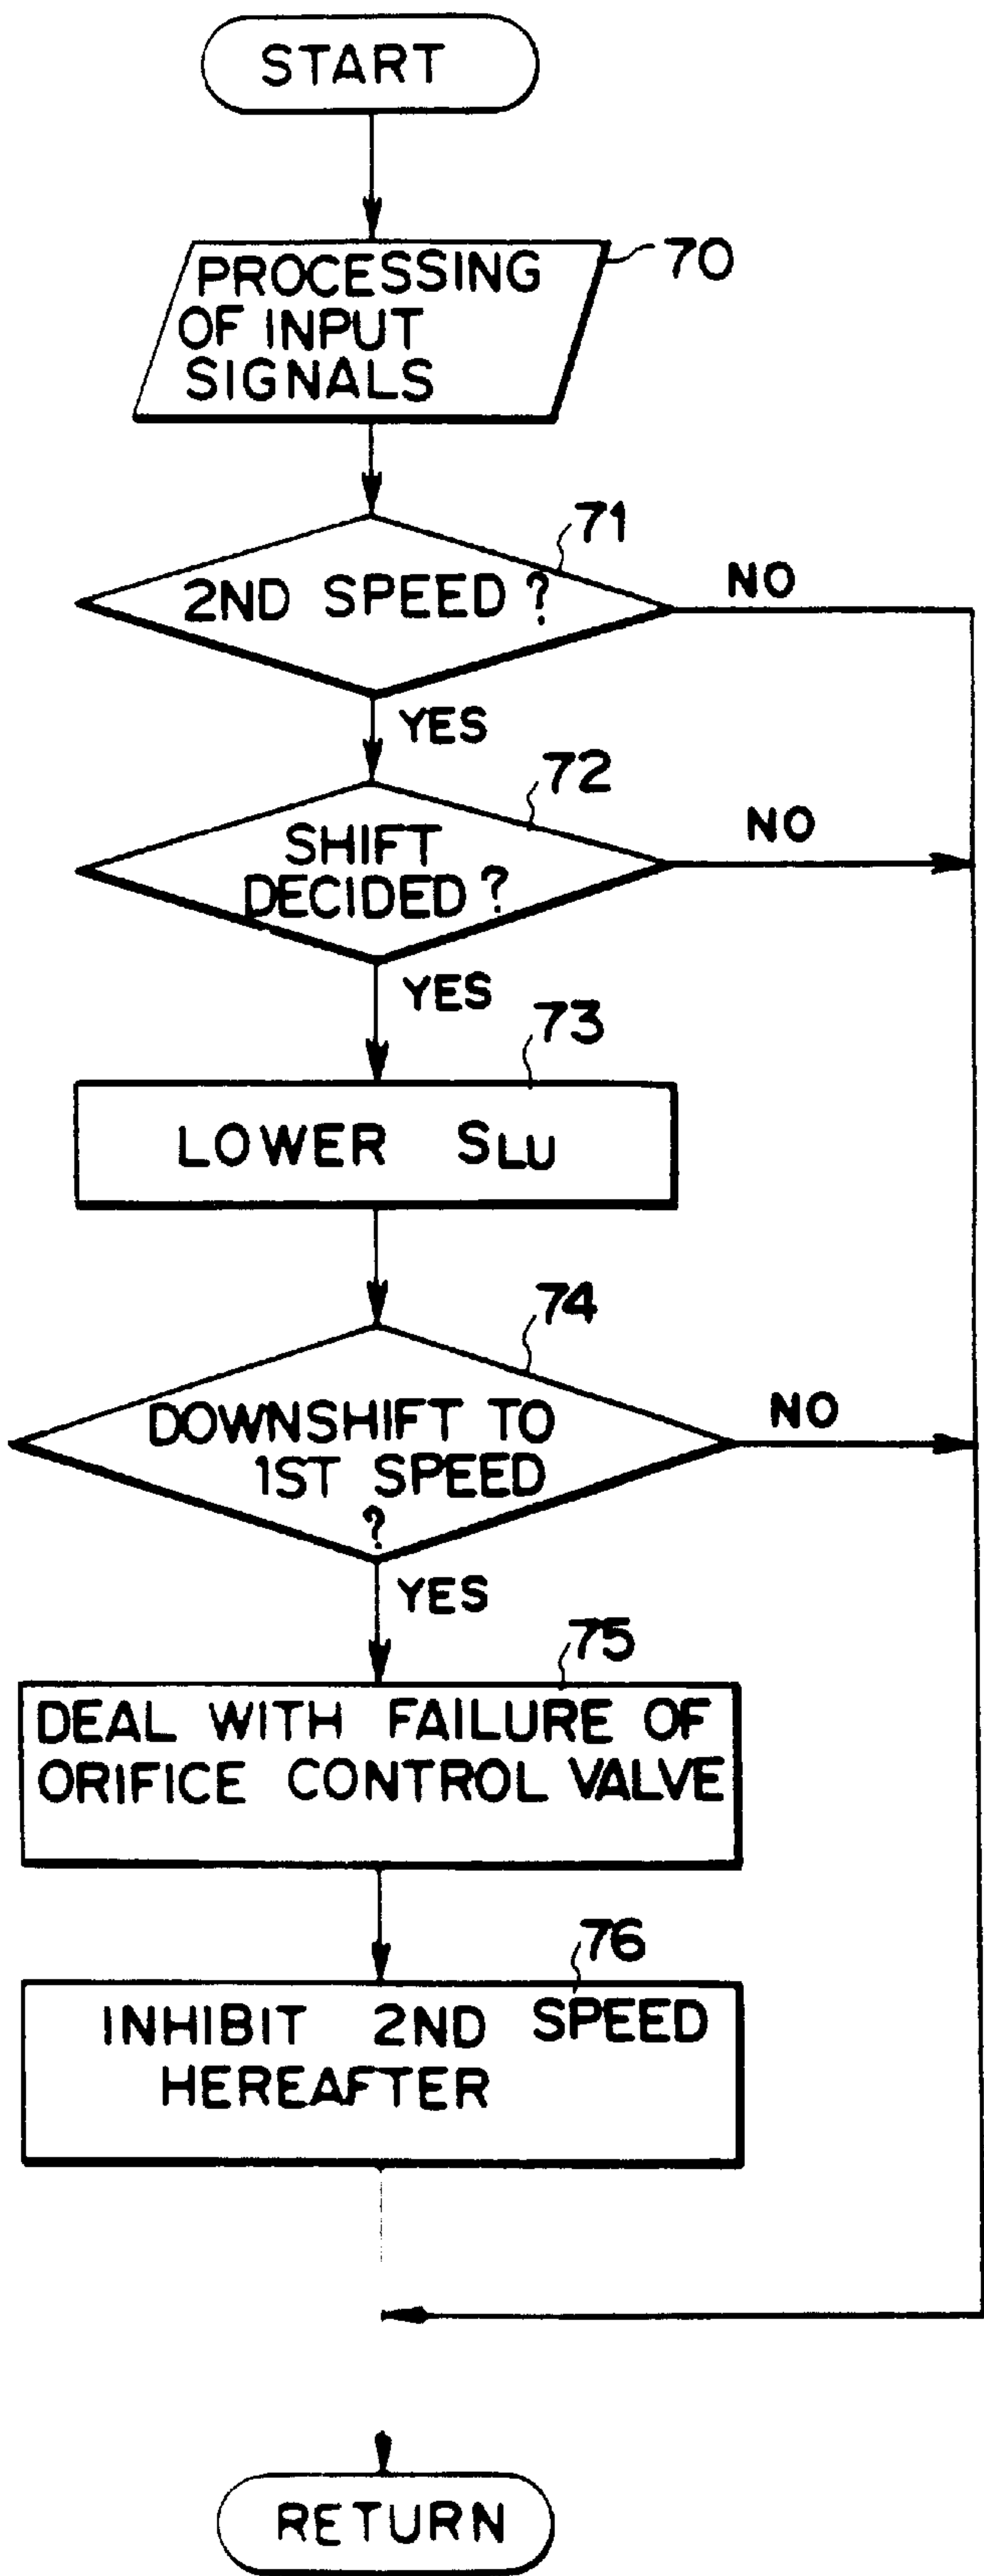 START
PROCESSING
OF INPUT
SIGNALS
70
71
2ND SPEED ?
NO
YES
72
SHIFT
DECIDED ?
NO
YES
73
LOWER SLU
74
DOWNSHIFT TO
1ST SPEED
?
NO
YES
75
DEAL WITH FAILURE OF
ORIFICE CONTROL VALVE
76
INHIBIT 2ND SPEED
HEREAFTER
RETURN